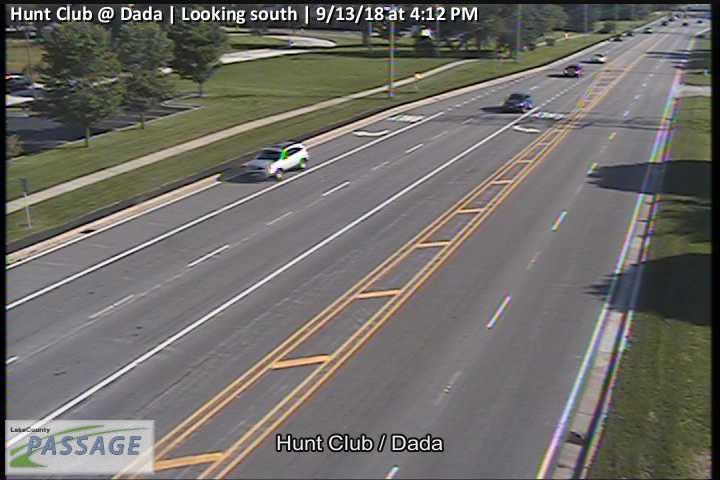 Hunt Club @ Dada | Looking south | 9/13/18 at 4:12 PM
LakeCounty
PASSAGE
Hunt Club / Dada